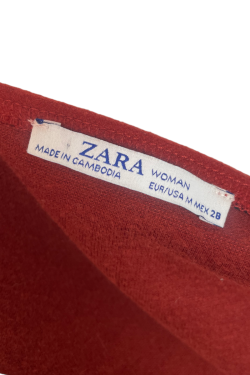 ZARA WOMAN
MADE IN CAMBODIA EUR/USA M MEX 28